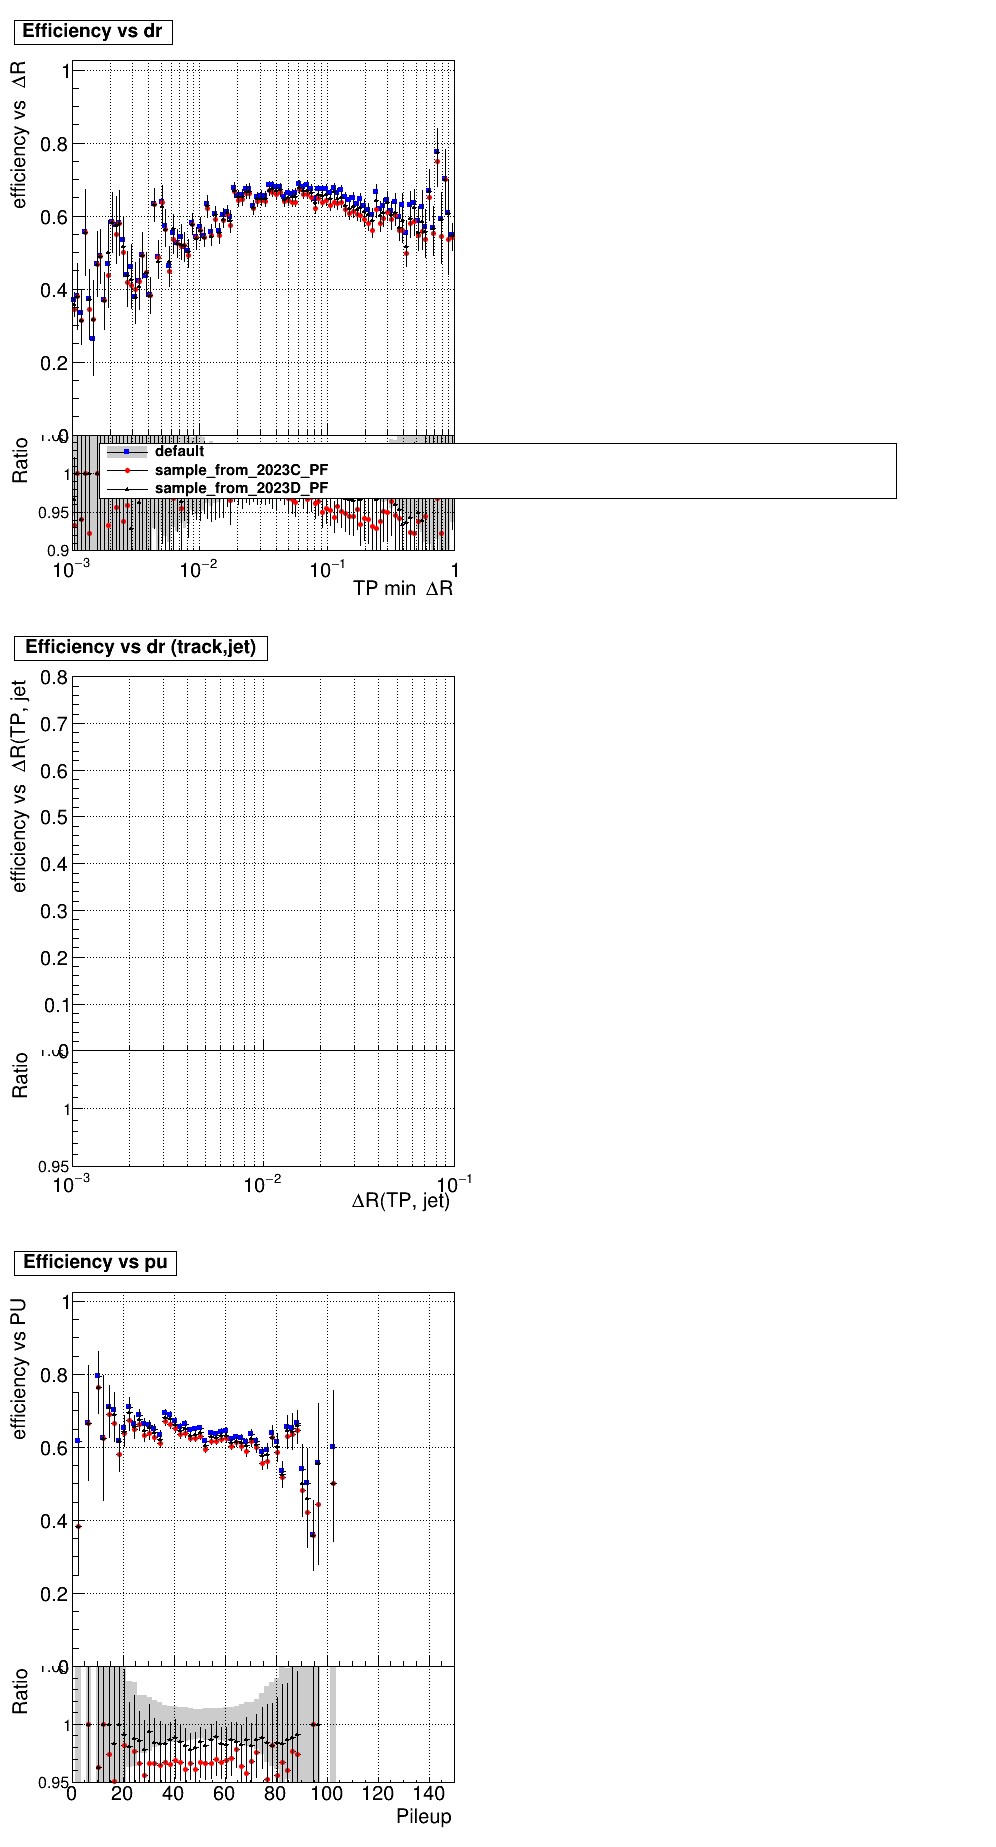 Efficiency vs dr
efficiency vs ΔR
1
0.8
0.6
0.4
0.2
0
Ratio
1
0.95
0.9
default
sample_from_2023C_PF
sample_from_2023D_PF
10⁻³ 10⁻² 10⁻¹ 1
TP min ΔR
Efficiency vs dr (track,jet)
efficiency vs ΔR(TP, jet
0.8
0.7
0.6
0.5
0.4
0.3
0.2
0.1
0
Ratio
1
0.95
10⁻³ 10⁻² 10⁻¹
ΔR(TP, jet)
Efficiency vs pu
efficiency vs PU
1
0.8
0.6
0.4
0.2
0
Ratio
1
0.95
0 20 40 60 80 100 120 140
Pileup